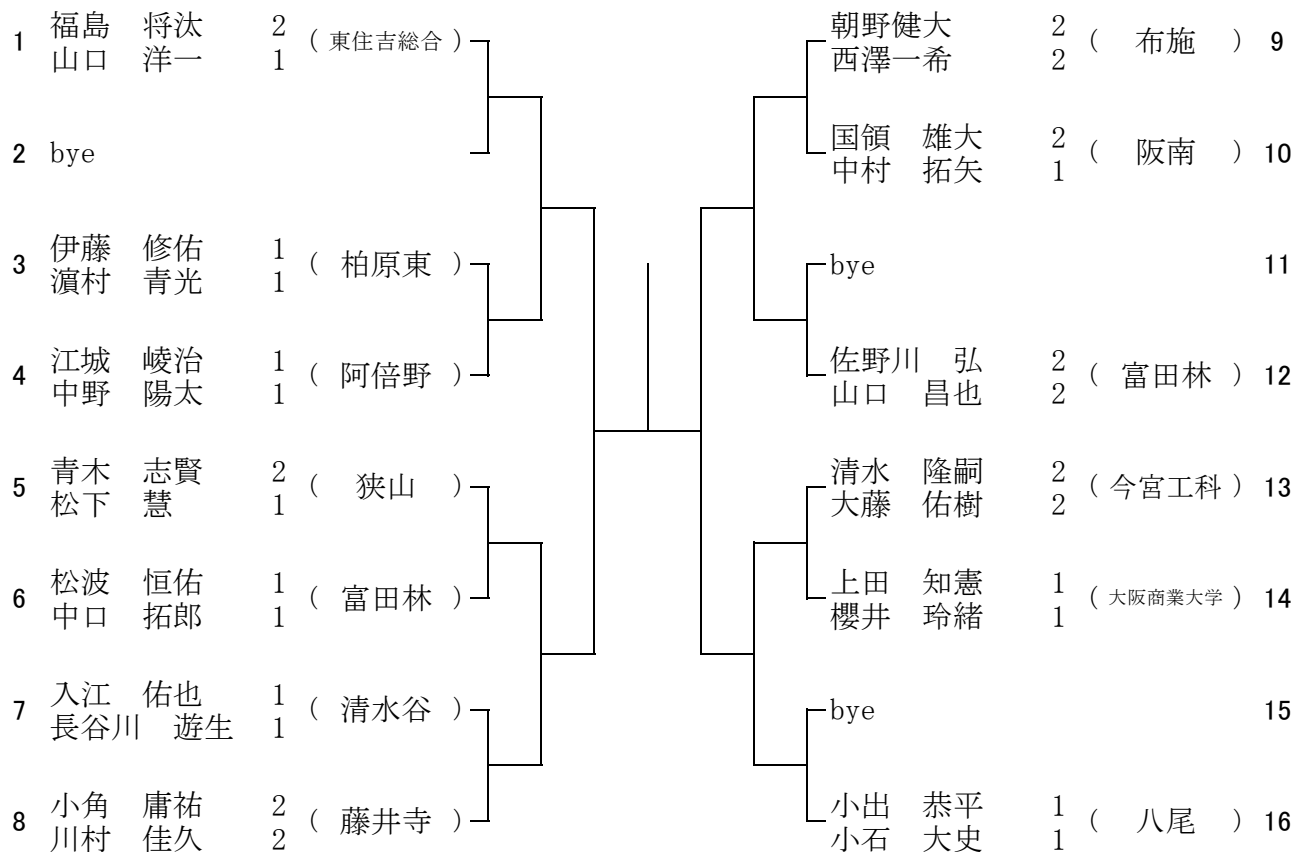 1 福島　将汰 2 ( 東住吉総合 )
山口　洋一 1
2 bye
3 伊藤　修佑 1 ( 柏原東 )
濵村　青光 1
4 江城　崚治 1 ( 阿倍野 )
中野　陽太 1
5 青木　志賢 2 ( 狭山 )
松下　慧 1
6 松波　恒佑 1 ( 富田林 )
中口　拓郎 1
7 入江　佑也 1 ( 清水谷 )
長谷川　遊生 1
8 小角　庸祐 2 ( 藤井寺 )
川村　佳久 2
朝野健大 2 ( 布施 ) 9
西澤一希 2
国領　雄大 2 ( 阪南 ) 10
中村　拓矢 1
bye 11
佐野川　弘 2 ( 富田林 ) 12
山口　昌也 2
清水　隆嗣 2 ( 今宮工科 ) 13
大藤　佑樹 2
上田　知憲 1 ( 大阪商業大学 ) 14
櫻井　玲緒 1
bye 15
小出　恭平 1 ( 八尾 ) 16
小石　大史 1